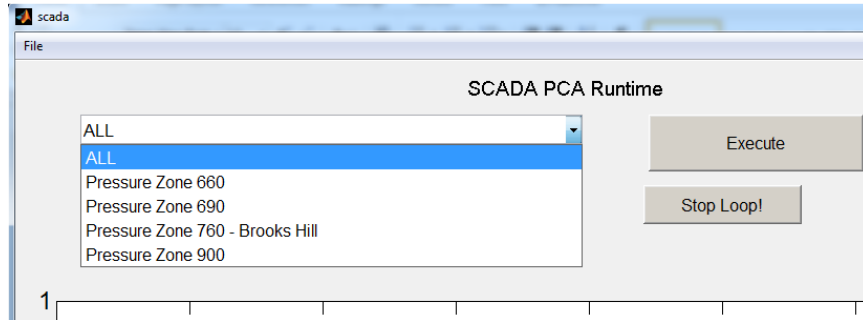 scada
File
SCADA PCA Runtime
ALL
Execute
ALL
Pressure Zone 660
Pressure Zone 690
Stop Loop!
Pressure Zone 760 - Brooks Hill
Pressure Zone 900
1